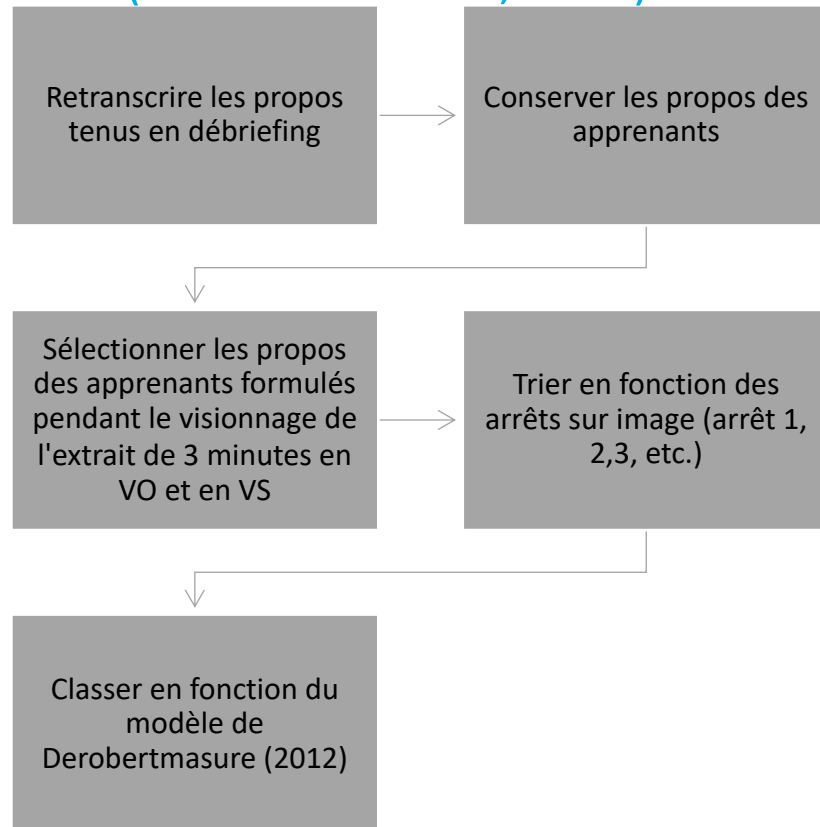 Retranscrire les propos
tenus en débriefing
Conserver les propos des
apprenants
Sélectionner les propos
des apprenants formulés
pendant le visionnage de
l'extrait de 3 minutes en
VO et en VS
Trier en fonction des
arrêts sur image (arrêt 1,
2,3, etc.)
Classer en fonction du
modèle de
Derobertmasure (2012)